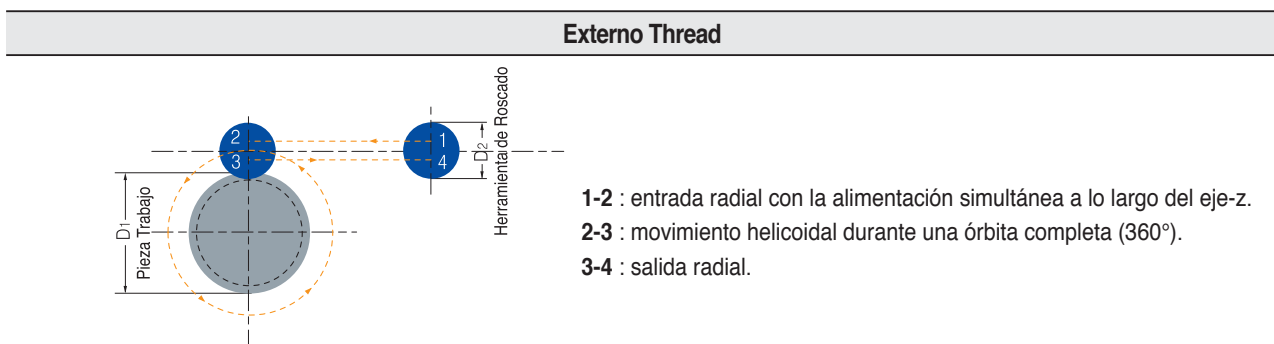 Externo Thread
2
3
1
4
D1
Pieza Trabajo
D2
Herramienta de Roscado
1-2 : entrada radial con la alimentación simultánea a lo largo del eje-z.
2-3 : movimiento helicoidal durante una órbita completa (360°).
3-4 : salida radial.